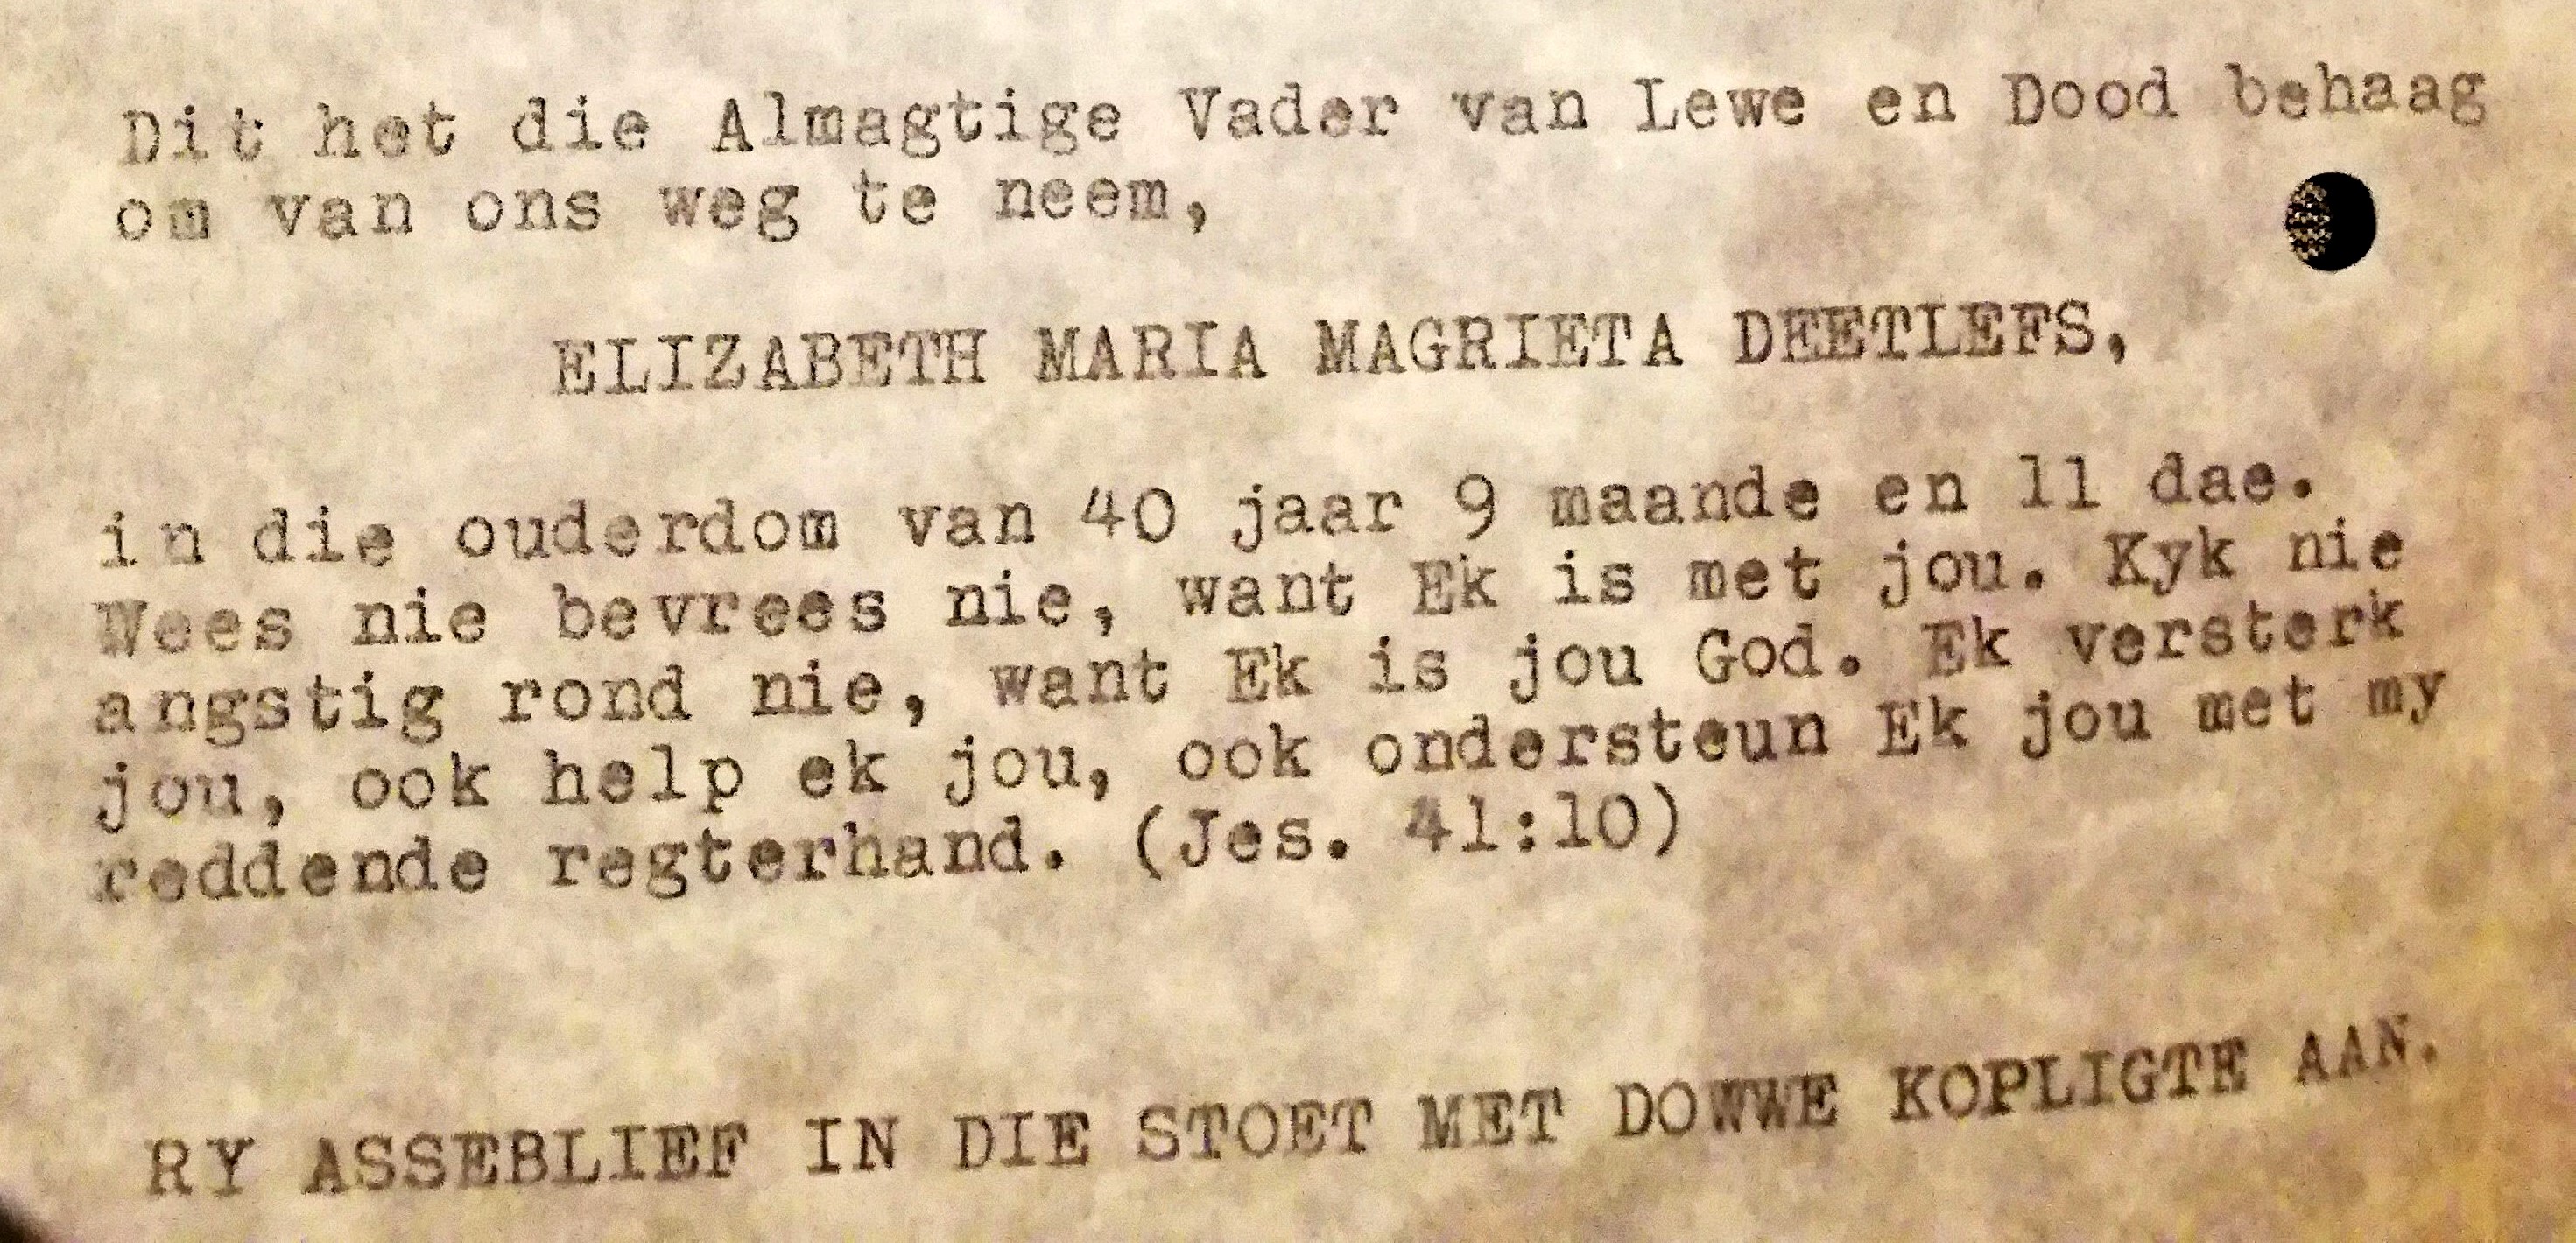 Dit het die Almagtige Vader van Lewe en Dood behaag
om van ons weg te neem,
ELIZABETH MARIA MAGRIETA DEETLEFS,
in die ouderdom van 40 jaar 9 maande en 11 dae.
Wees nie bevrees nie, want Ek is met jou. Kyk nie
angstig rond nie, want Ek is jou God. Ek versterk
jou, ook help ek jou, ook ondersteun Ek jou met my
reddende regterhand. (Jes. 41:10)
RY ASSEBLIEF IN DIE STOET MET DOWWE KOPLIGTE AAN.